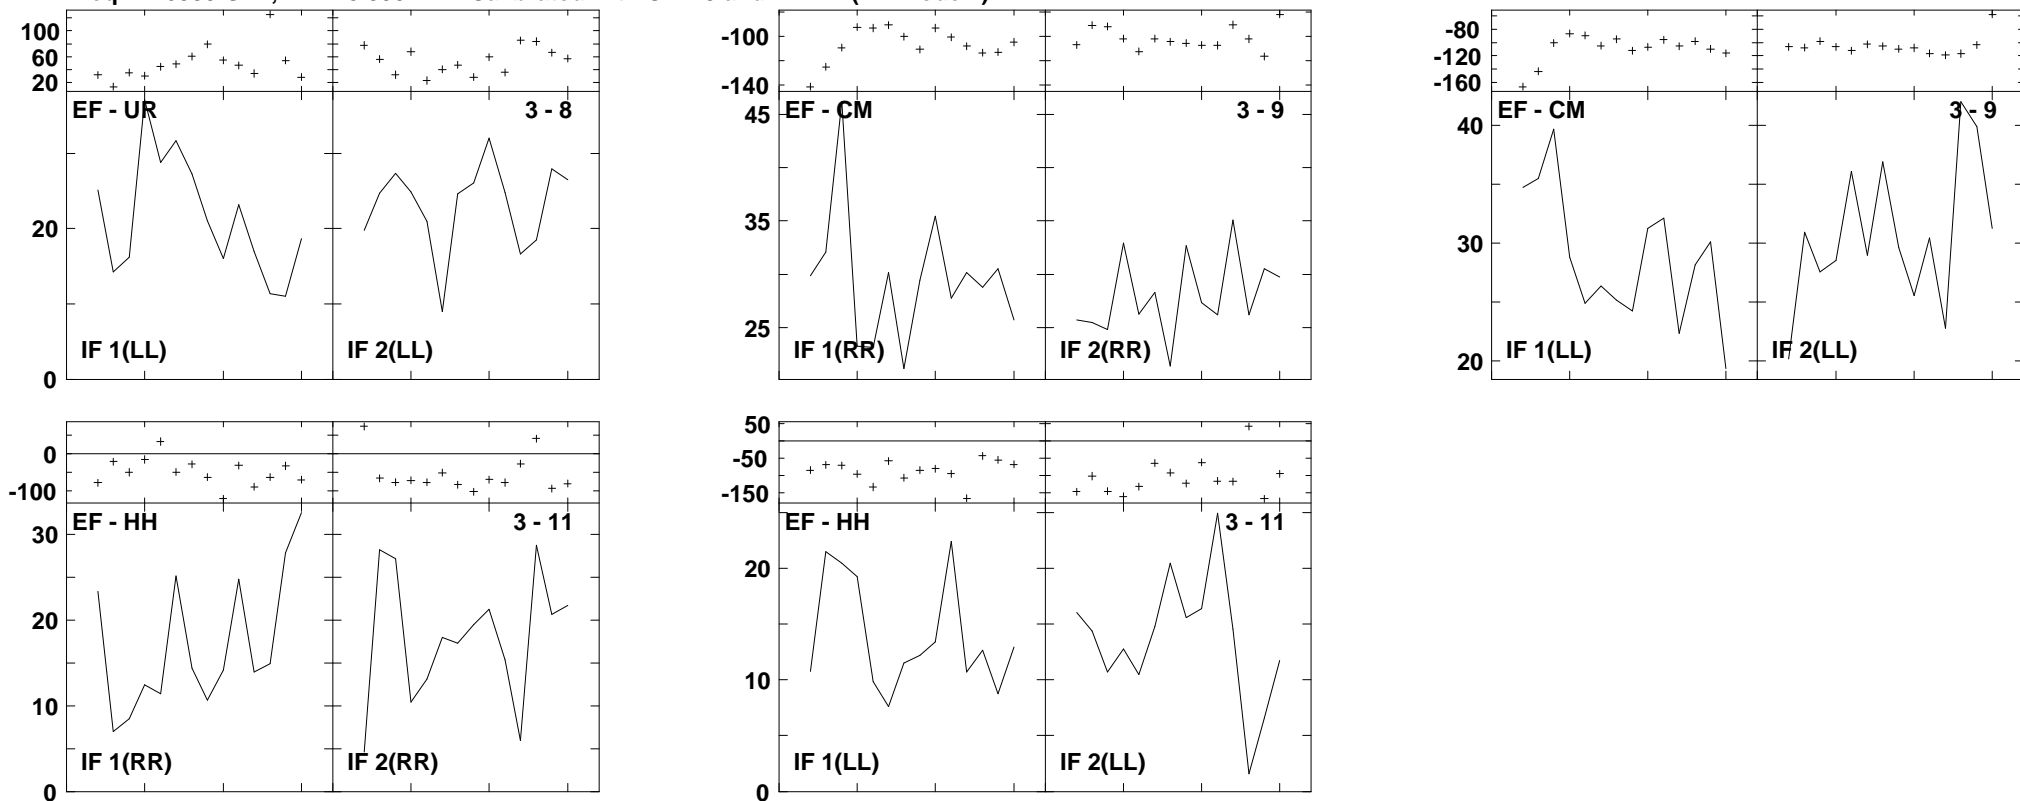 100
60
20
EF - UR
3 - 8
20
0
IF 1(LL)
IF 2(LL)
-100
-140
EF - CM
3 - 9
45
35
25
IF 1(RR)
IF 2(RR)
-80
-120
-160
EF - CM
3 - 9
40
30
20
IF 1(LL)
IF 2(LL)
0
-100
EF - HH
3 - 11
30
20
10
0
IF 1(RR)
IF 2(RR)
50
-50
-150
EF - HH
3 - 11
20
10
0
IF 1(LL)
IF 2(LL)